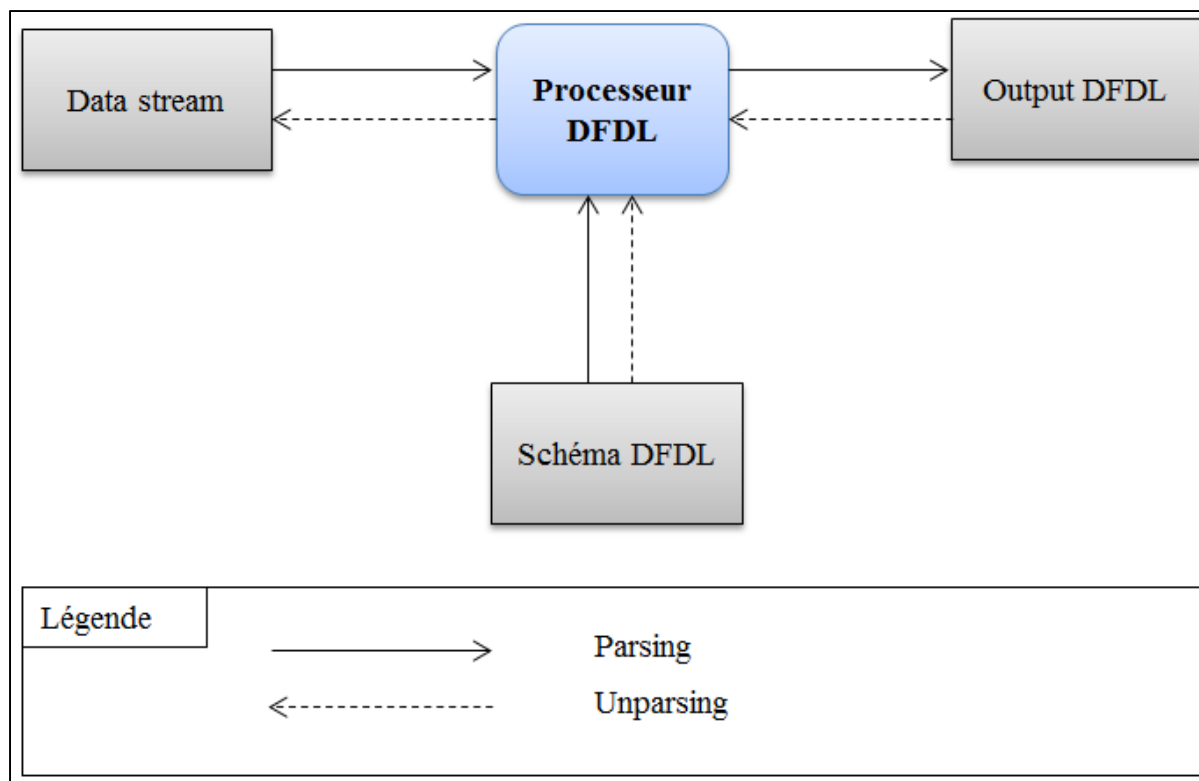 Data stream
Processeur
DFDL
Output DFDL
Schéma DFDL
Légende
Parsing
Unparsing